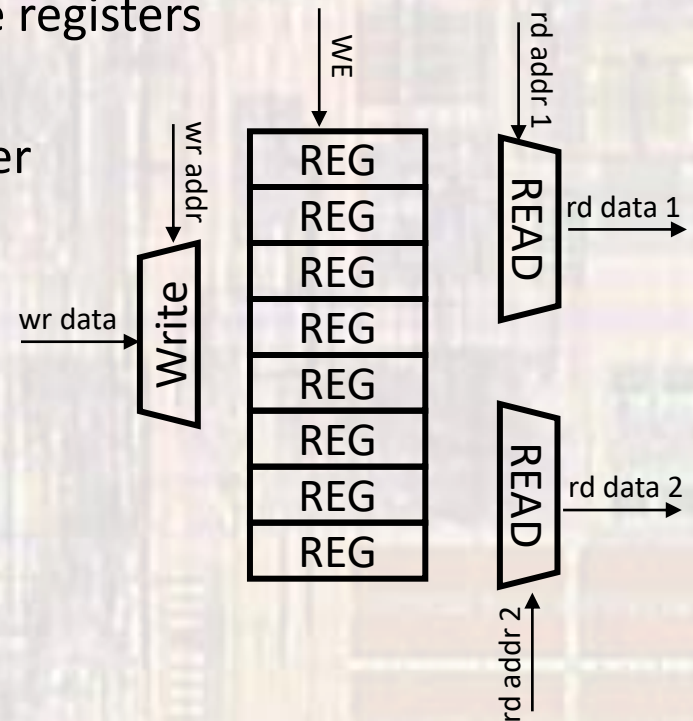 e registers
er
WE
rd addr 1
wr addr
REG
REG
REG
REG
REG
REG
REG
REG
READ
rd data 1
wr data
Write
READ
rd data 2
rd addr 2